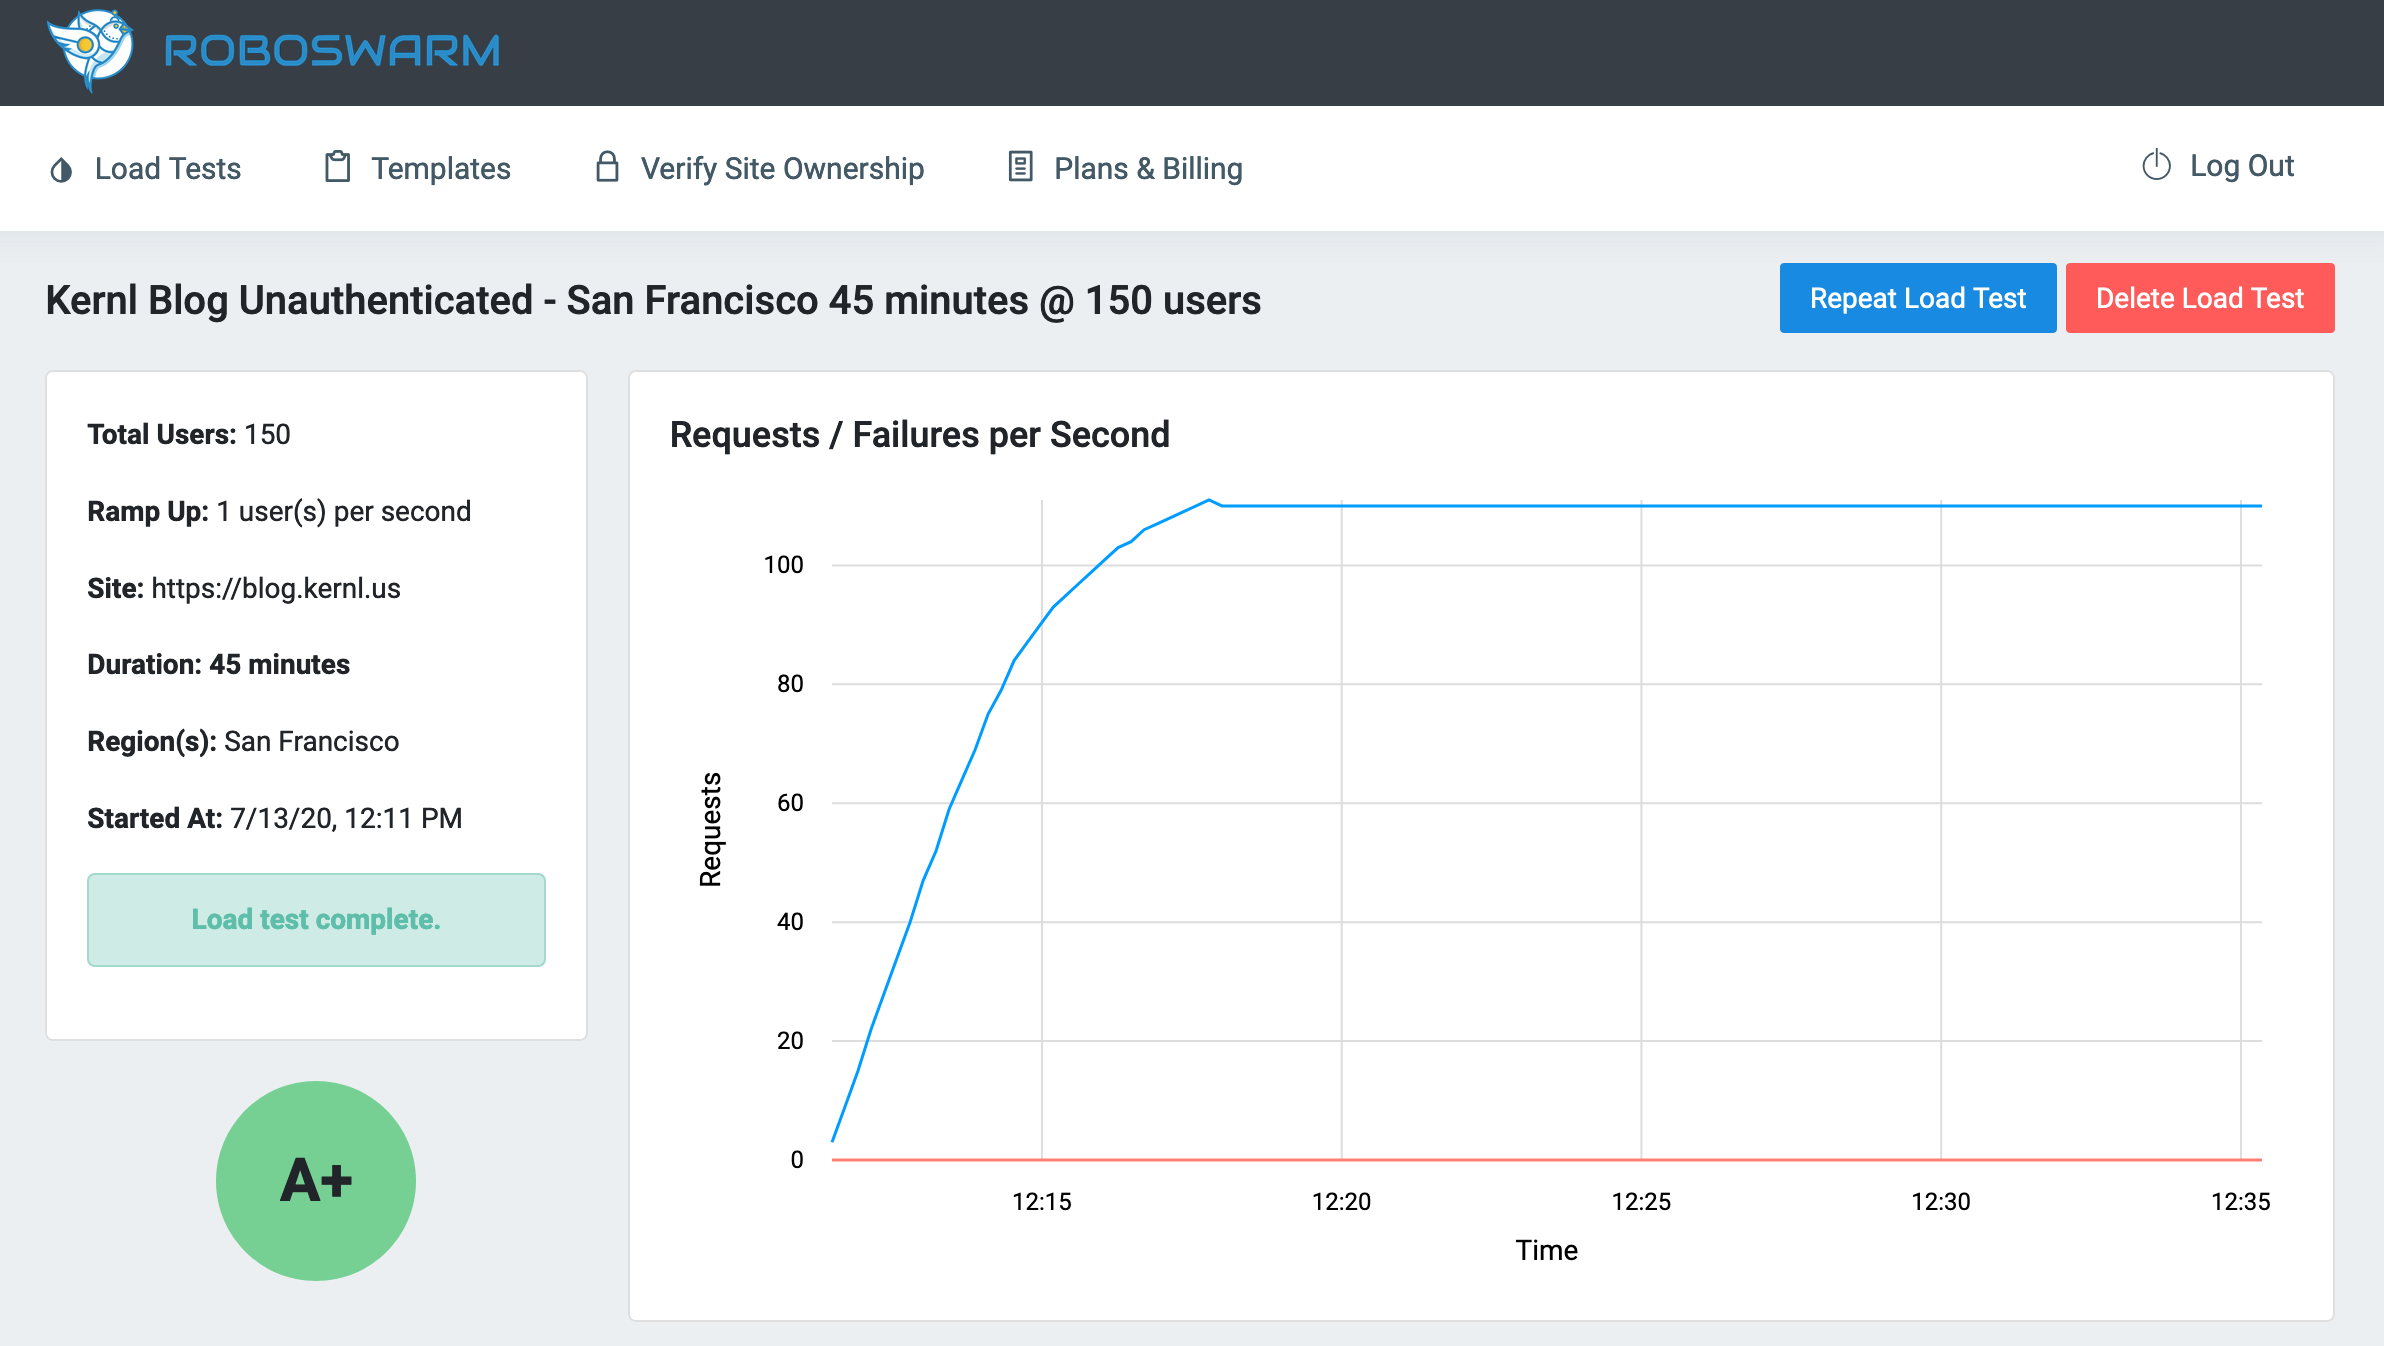 ROBOSWARM
Load Tests
Templates
Verify Site Ownership
Plans & Billing
Log Out
Kernl Blog Unauthenticated - San Francisco 45 minutes @ 150 users
Repeat Load Test
Delete Load Test
Total Users: 150
Ramp Up: 1 user(s) per second
Site: https://blog.kernl.us
Duration: 45 minutes
Region(s): San Francisco
Started At: 7/13/20, 12:11 PM
Load test complete.
A+
Requests / Failures per Second
Requests
100
80
60
40
20
0
12:15
12:20
12:25
12:30
12:35
Time